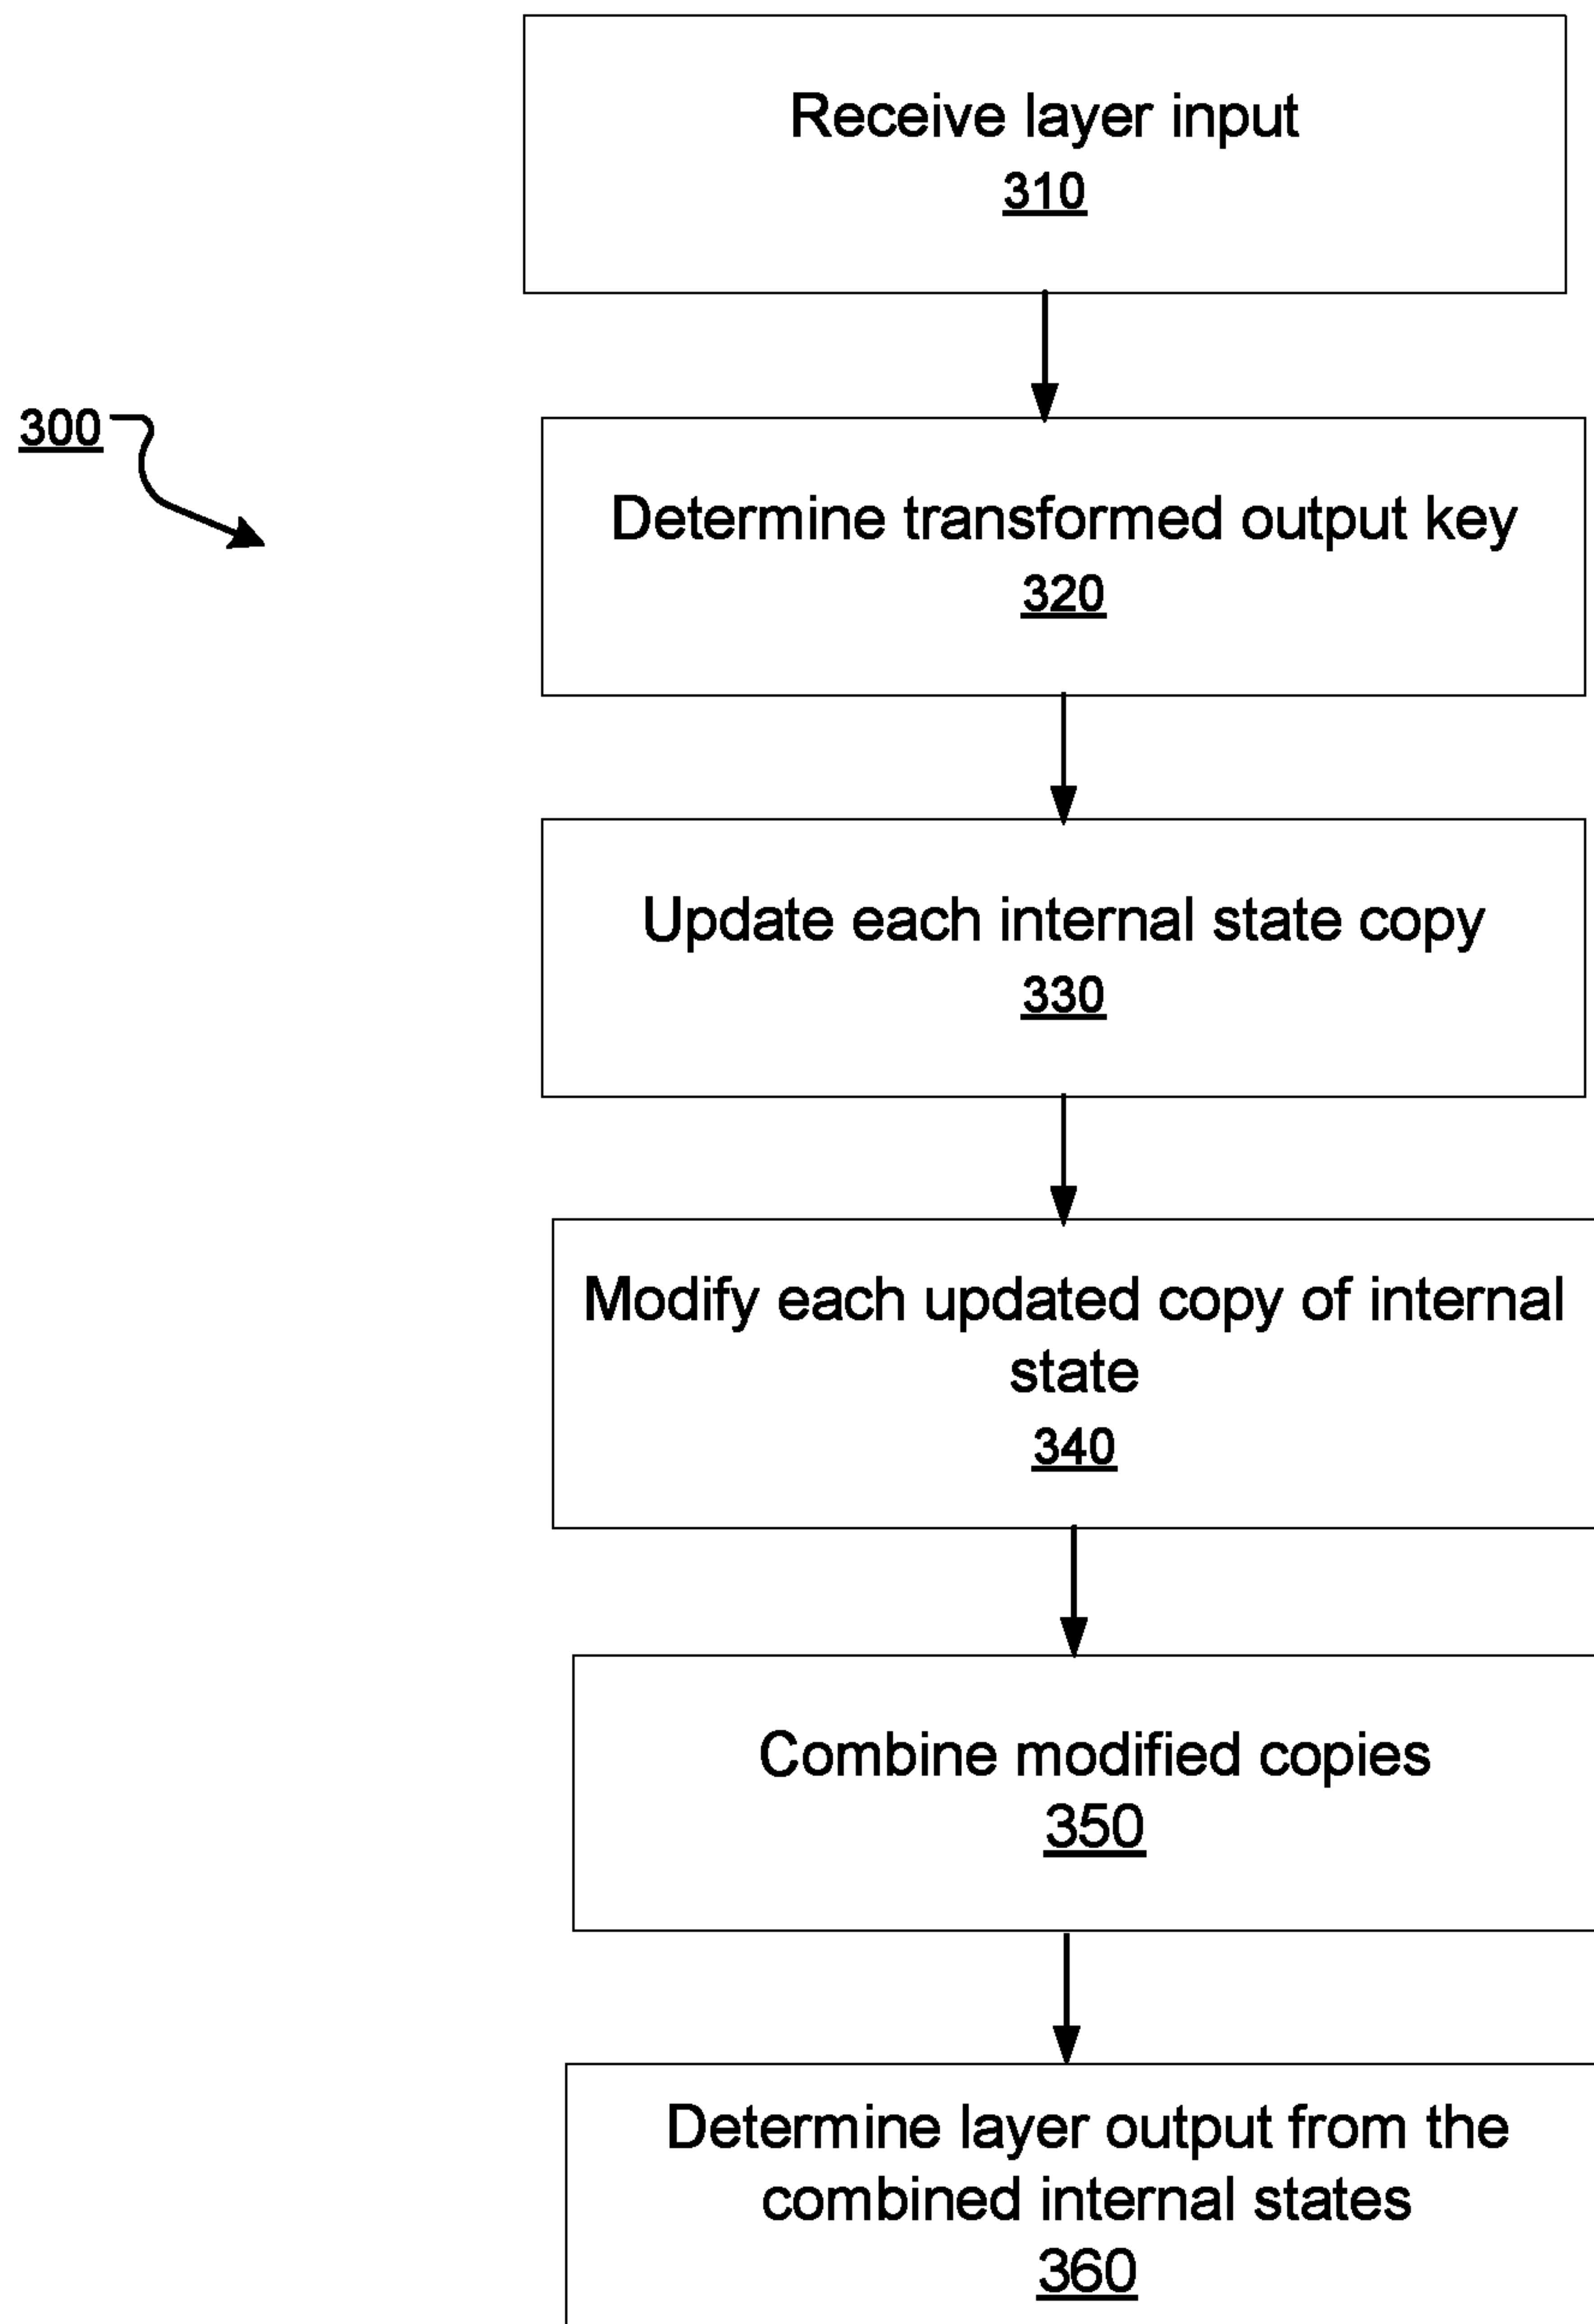 Receive layer input
310
300
Determine transformed output key
320
Update each internal state copy
330
Modify each updated copy of internal
state
340
Combine modified copies
350
Determine layer output from the
combined internal states
360